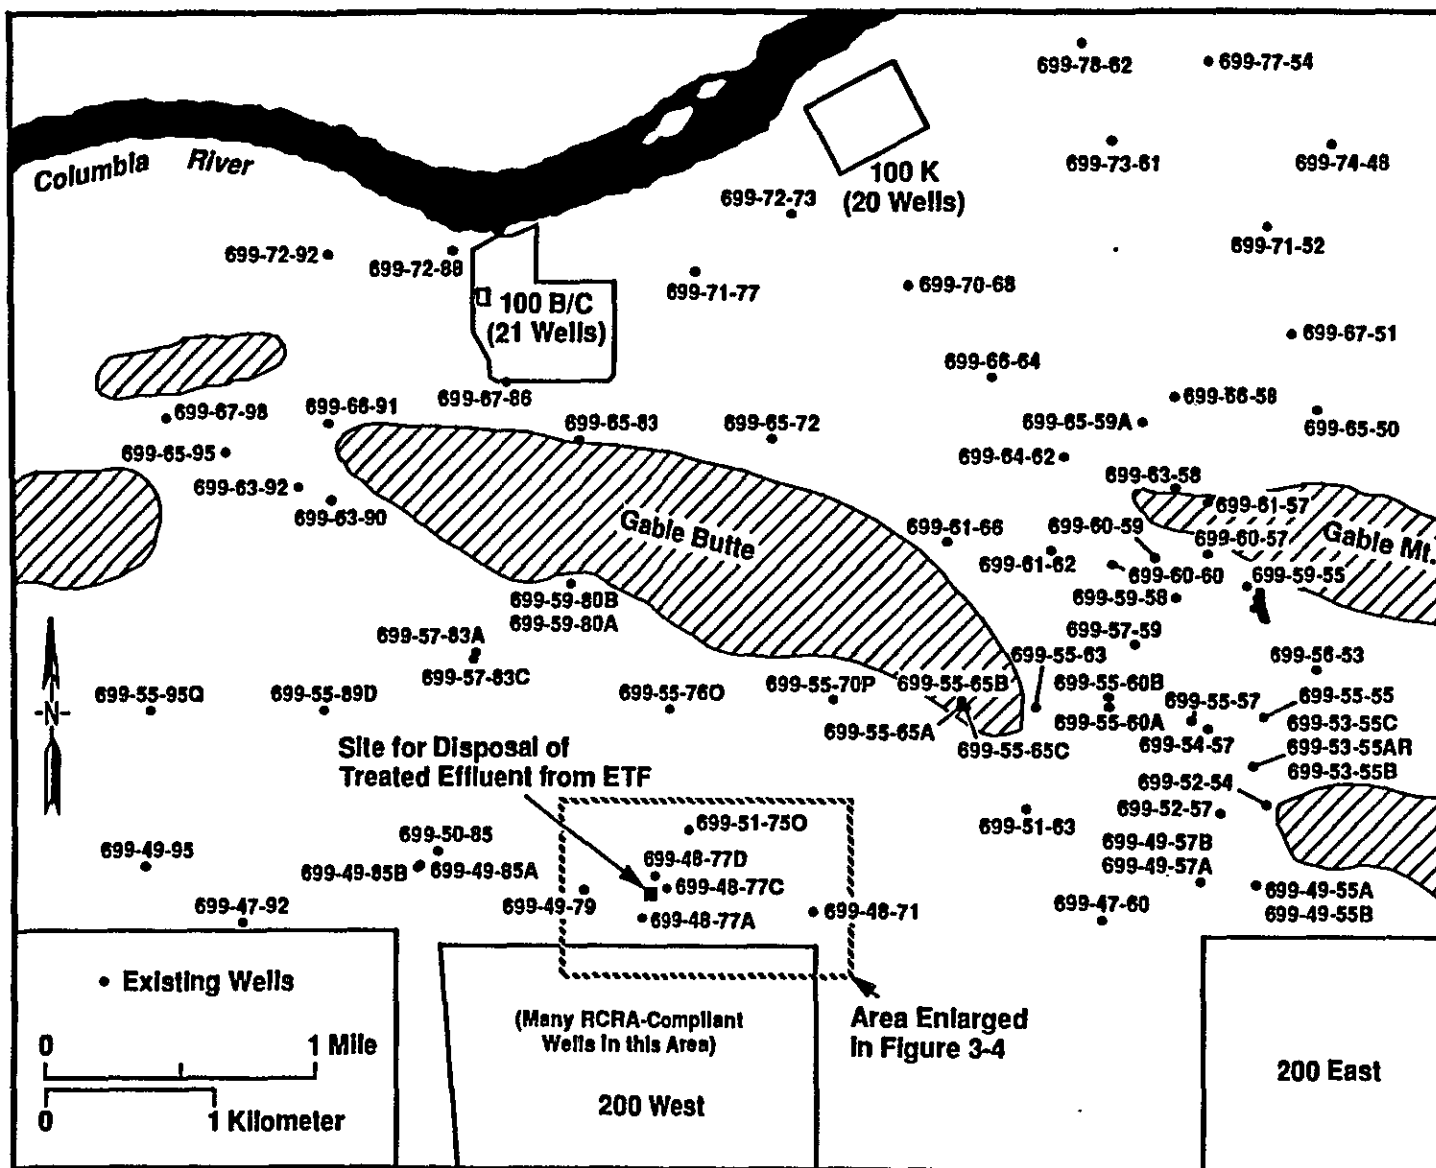 699-78-62
699-77-54
Columbia River
100 K
(20 Wells)
699-73-61
699-74-48
699-72-73
699-72-92
699-72-88
699-71-52
699-71-77
699-70-68
100 B/C
(21 Wells)
699-67-51
699-66-64
699-67-86
699-66-58
699-67-98
699-66-91
699-65-83
699-65-72
699-65-59A
699-65-50
699-65-95
699-64-62
699-63-92
699-63-58
699-63-90
699-61-57
Gable Butte
699-61-66
699-60-59
699-60-57
Gable Mt.
699-61-62
699-60-60
699-59-55
699-59-80B
699-59-80A
699-59-58
699-57-83A
699-57-83C
699-57-59
699-55-63
699-56-53
699-55-95Q
699-55-89D
699-55-76O
699-55-70P
699-55-65B
699-55-60B
699-55-57
699-55-55
N
699-55-65A
699-55-65C
699-55-60A
699-54-57
699-53-55C
699-53-55AR
699-53-55B
Site for Disposal of
Treated Effluent from ETF
699-52-54
699-52-57
699-51-75O
699-51-63
699-50-85
699-49-95
699-49-85B
699-49-85A
699-48-77D
699-48-77C
699-49-57B
699-49-57A
699-47-92
699-49-79
699-48-77A
699-48-71
699-47-60
699-49-55A
699-49-55B
Existing Wells
0 1 Mile
0 1 Kilometer
(Many RCRA-Compliant
Wells in this Area)
200 West
Area Enlarged
in Figure 3-4
200 East